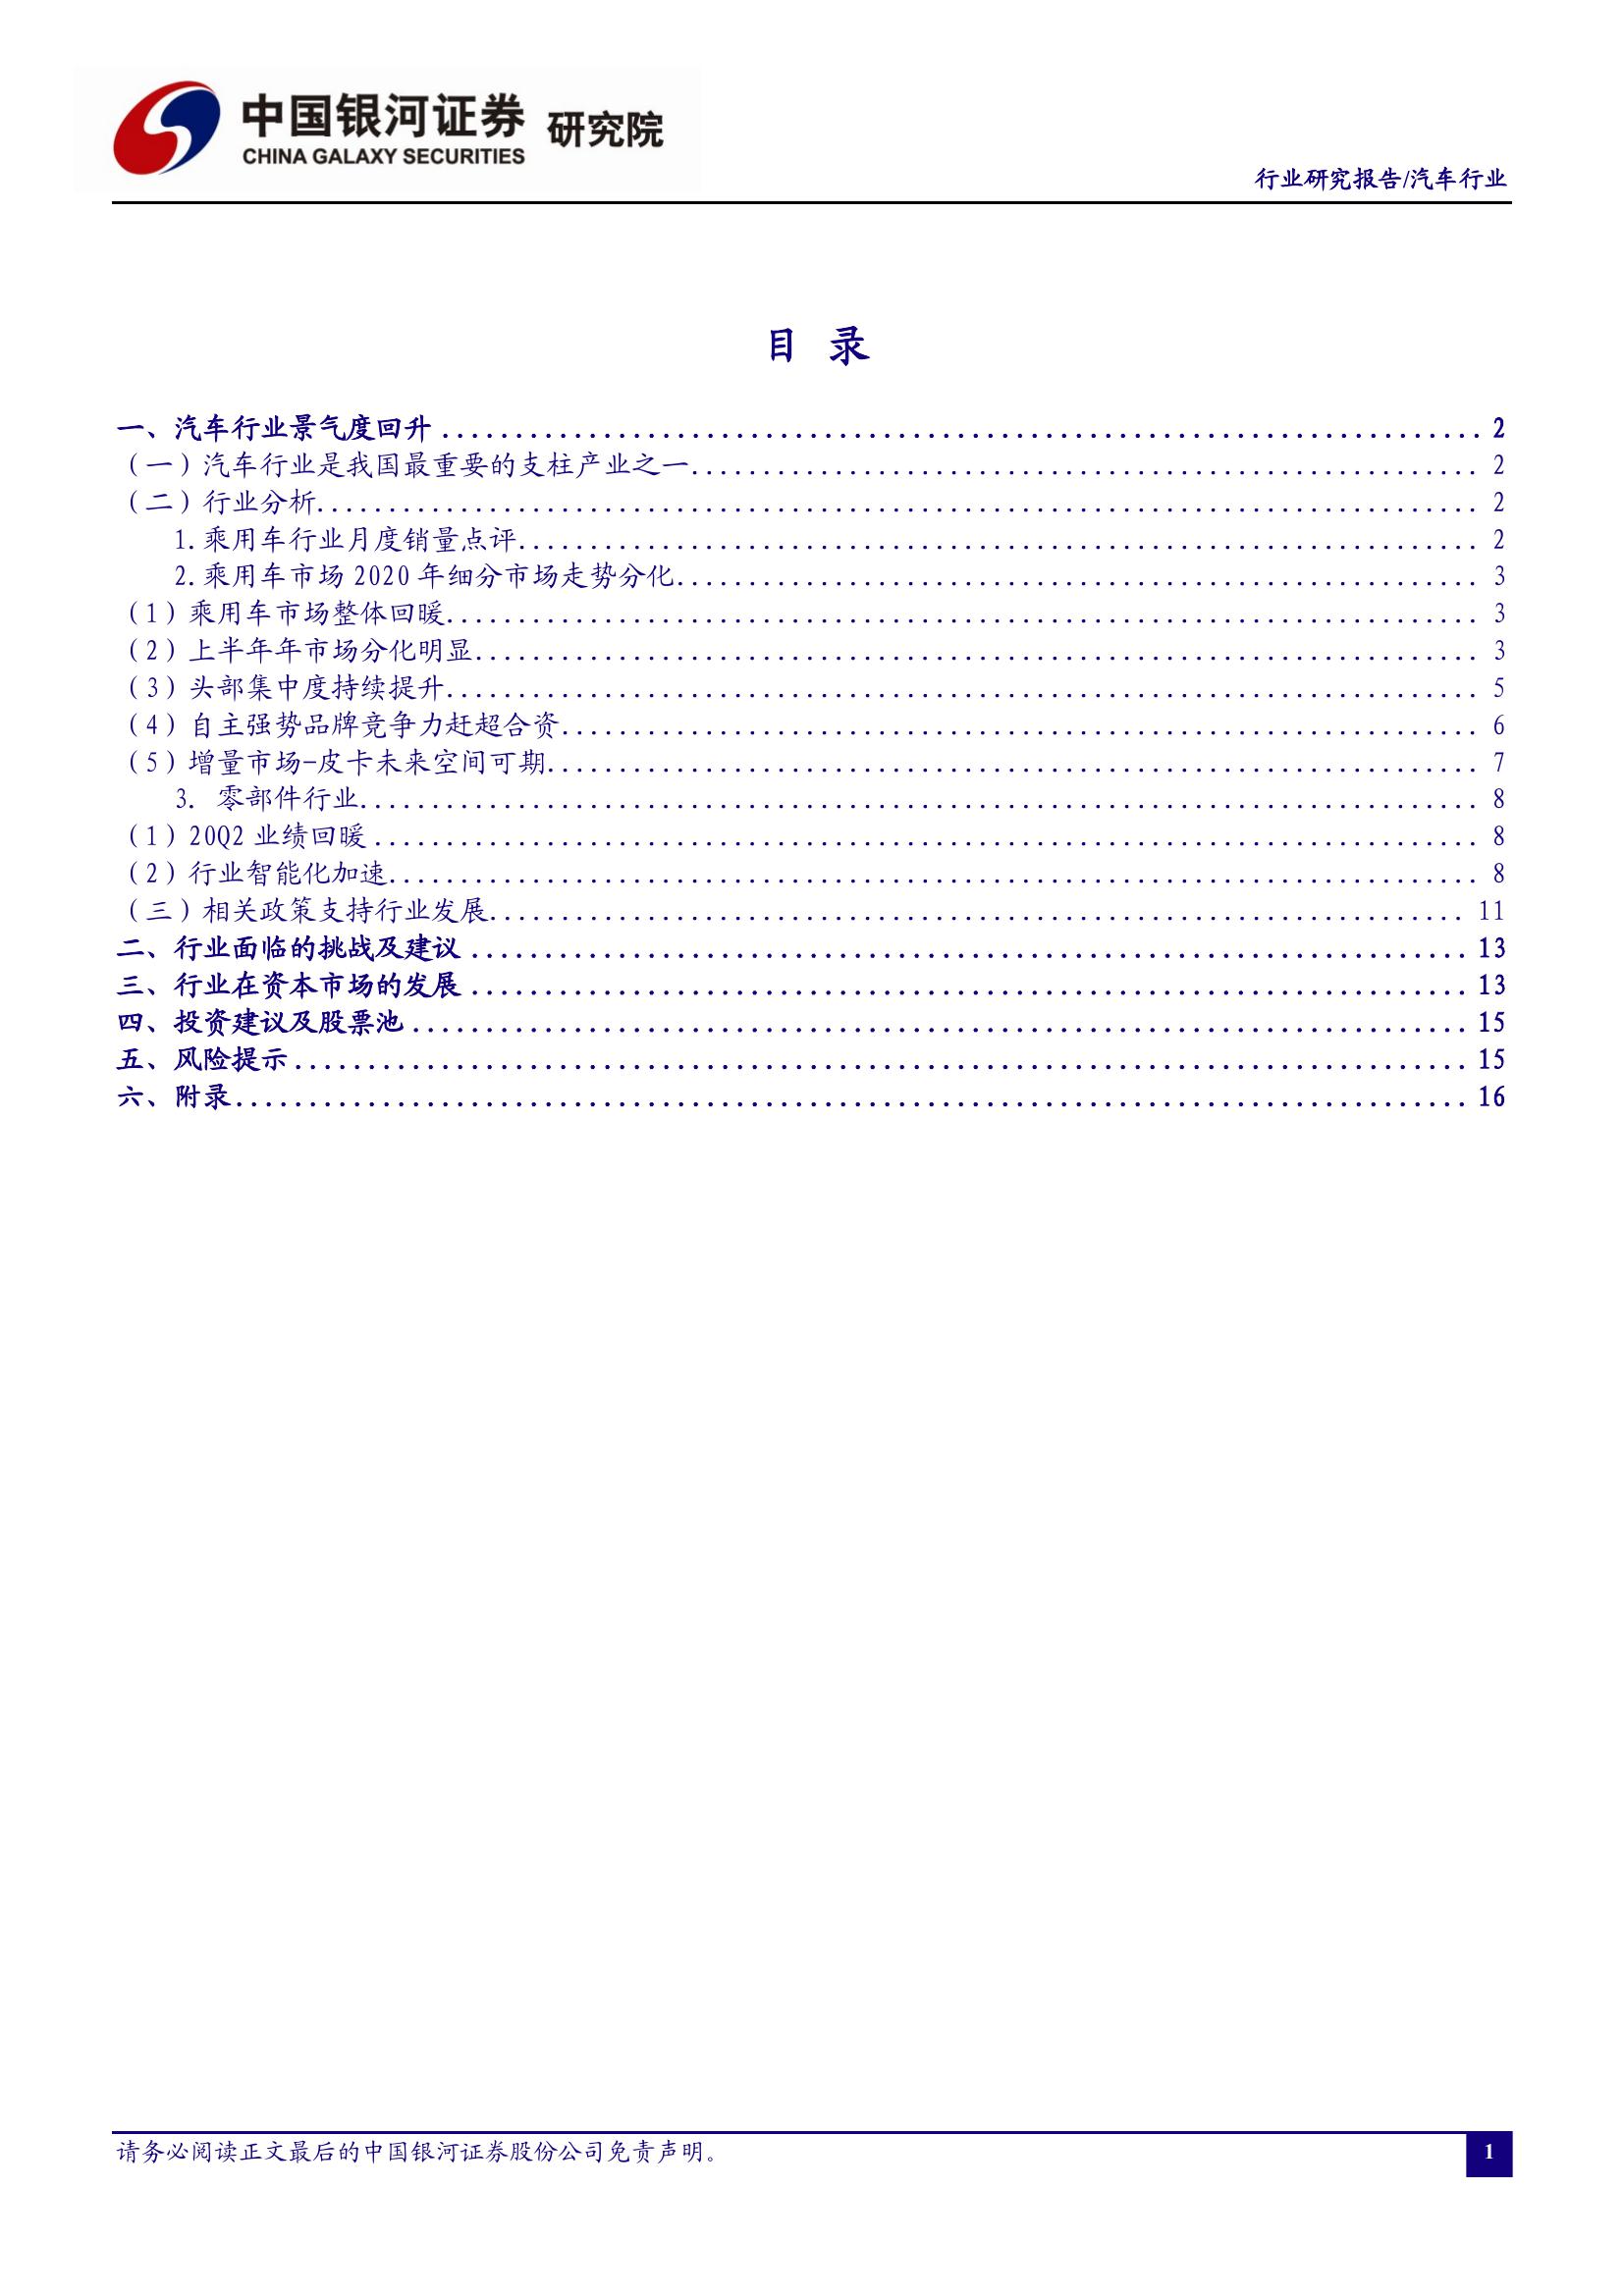 中国银河证券 研究院
CHINA GALAXY SECURITIES
行业研究报告/汽车行业
目 录
一、汽车行业景气度回升 ........................................................................ 2
（一）汽车行业是我国最重要的支柱产业之一....................................................... 2
（二）行业分析................................................................................. 2
1.乘用车行业月度销量点评................................................................... 2
2.乘用车市场 2020 年细分市场走势分化........................................................ 3
（1）乘用车市场整体回暖........................................................................ 3
（2）上半年年市场分化明显...................................................................... 3
（3）头部集中度持续提升........................................................................ 5
（4）自主强势品牌竞争力赶超合资................................................................ 6
（5）增量市场-皮卡未来空间可期................................................................. 7
3. 零部件行业.............................................................................. 8
（1）20Q2 业绩回暖 ............................................................................. 8
（2）行业智能化加速............................................................................ 8
（三）相关政策支持行业发展.................................................................... 11
二、行业面临的挑战及建议 ..................................................................... 13
三、行业在资本市场的发展 ..................................................................... 13
四、投资建议及股票池 ......................................................................... 15
五、风险提示 ................................................................................. 15
六、附录..................................................................................... 16
请务必阅读正文最后的中国银河证券股份公司免责声明。
1